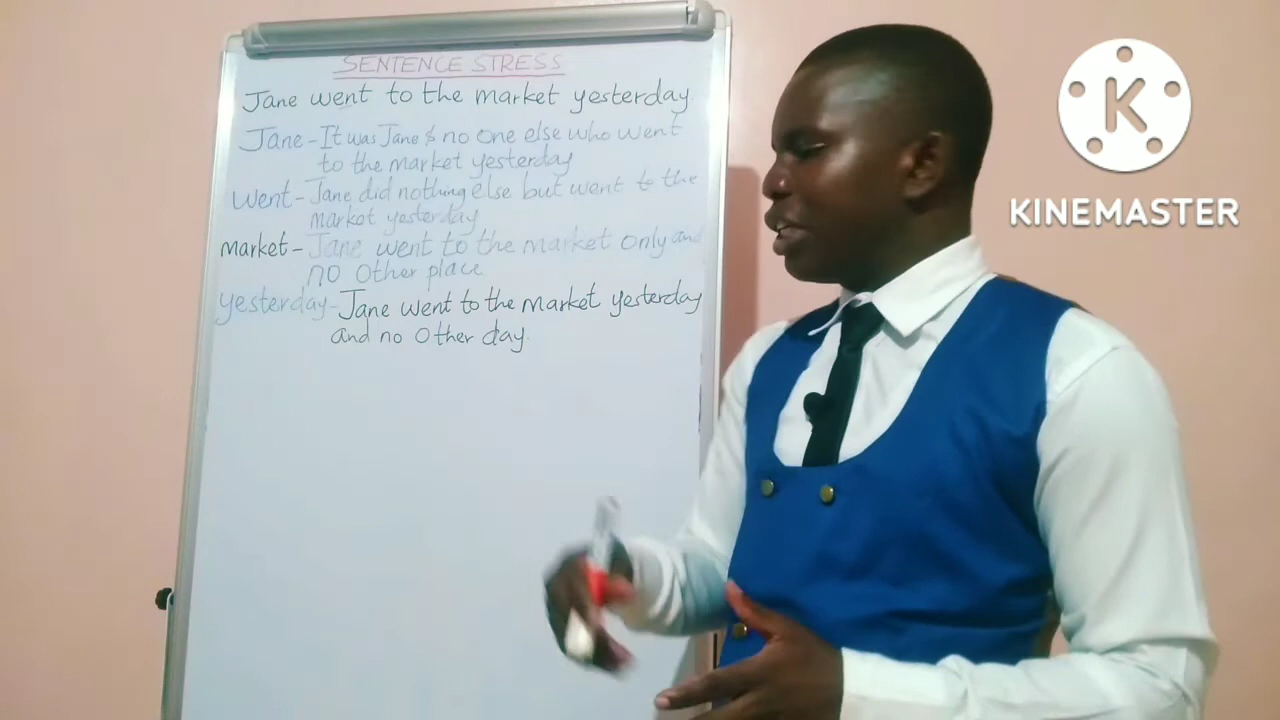 SENTENCE STRESS
Jane went to the market yesterday.
Jane - It was Jane & no one else who went
to the market yesterday
Went - Jane did nothing else but went to the
market yesterday
market - Jane went to the market only and
no other place.
yesterday - Jane went to the market yesterday
and no other day.
K
KINEMASTER